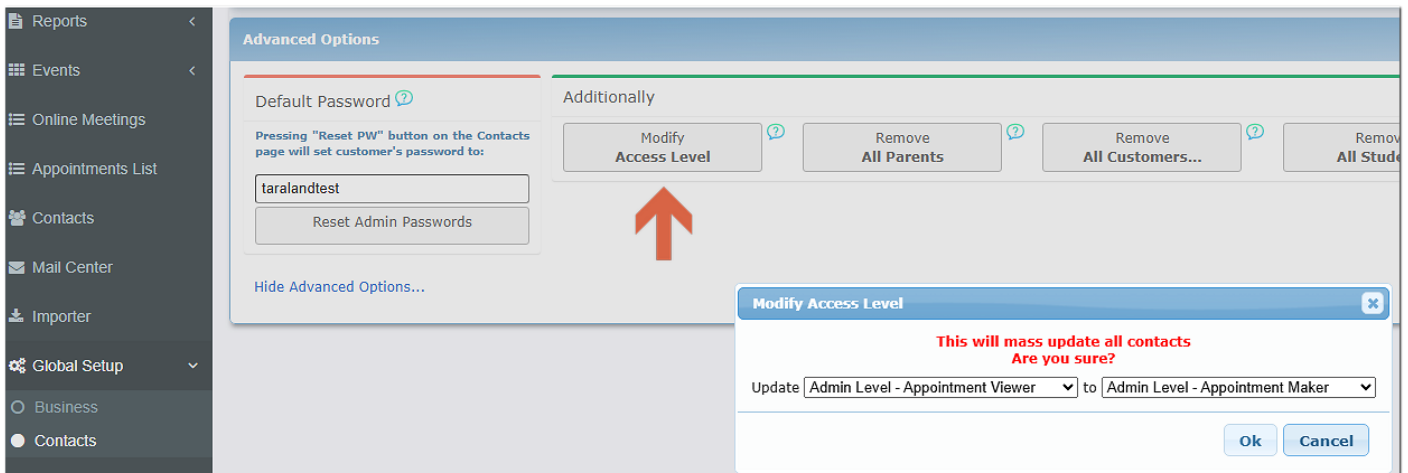 Reports
Events
Online Meetings
Appointments List
Contacts
Mail Center
Importer
Global Setup
Business
Contacts
Advanced Options
Default Password
Pressing "Reset PW" button on the Contacts
page will set customer's password to:
taralandtest
Reset Admin Passwords
Hide Advanced Options...
Additionally
Modify
Access Level
Remove
All Parents
Remove
All Customers...
Modify Access Level
This will mass update all contacts
Are you sure?
Update Admin Level - Appointment Viewer to Admin Level - Appointment Maker
Ok Cancel